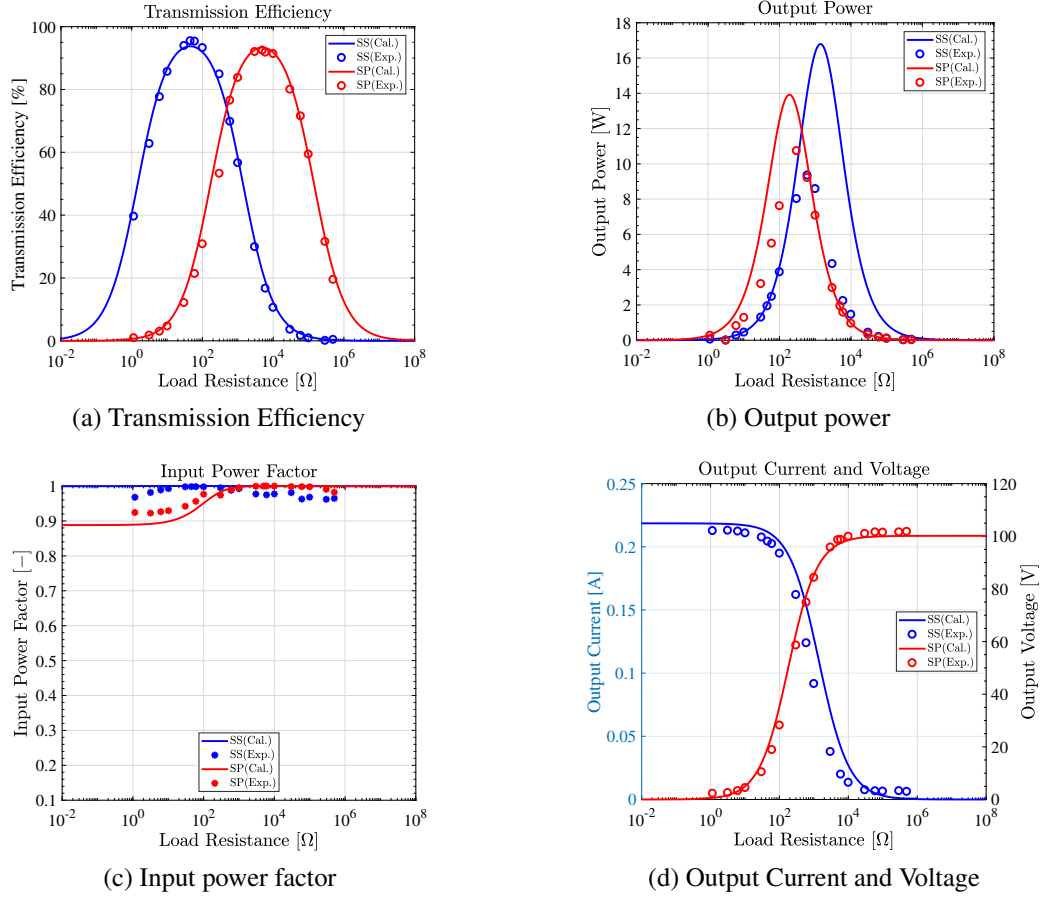 Transmission Efficiency
100
80
60
40
20
0
Transmission Efficiency [%]
SS(Cal.)
SS(Exp.)
SP(Cal.)
SP(Exp.)
10^-2 10^0 10^2 10^4 10^6 10^8
Load Resistance [Ω]
(a) Transmission Efficiency
Output Power
18
16
14
12
10
8
6
4
2
0
Output Power [W]
SS(Cal.)
SS(Exp.)
SP(Cal.)
SP(Exp.)
10^-2 10^0 10^2 10^4 10^6 10^8
Load Resistance [Ω]
(b) Output power
Input Power Factor
1
0.9
0.8
0.7
0.6
0.5
0.4
0.3
0.2
0.1
Input Power Factor [−]
SS(Cal.)
SS(Exp.)
SP(Cal.)
SP(Exp.)
10^-2 10^0 10^2 10^4 10^6 10^8
Load Resistance [Ω]
(c) Input power factor
Output Current and Voltage
0.25
0.2
0.15
0.1
0.05
0
Output Current [A]
120
100
80
60
40
20
0
Output Voltage [V]
SS(Cal.)
SS(Exp.)
SP(Cal.)
SP(Exp.)
10^-2 10^0 10^2 10^4 10^6 10^8
Load Resistance [Ω]
(d) Output Current and Voltage